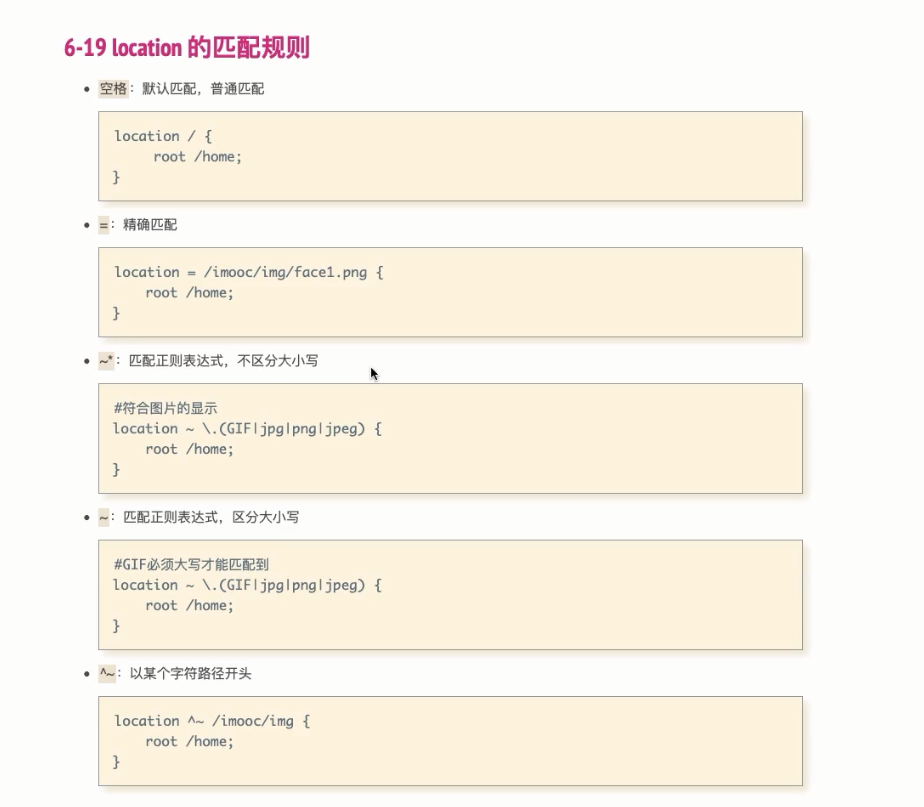 6-19 location 的匹配规则
• 空格：默认匹配，普通匹配
location / {
     root /home;
}
• =：精确匹配
location = /imooc/img/face1.png {
    root /home;
}
• ~*：匹配正则表达式，不区分大小写
#符合图片的显示
location ~ \.(GIF|jpg|png|jpeg) {
    root /home;
}
• ~：匹配正则表达式，区分大小写
#GIF必须大写才能匹配到
location ~ \.(GIF|jpg|png|jpeg) {
    root /home;
}
• ^~：以某个字符路径开头
location ^~ /imooc/img {
    root /home;
}